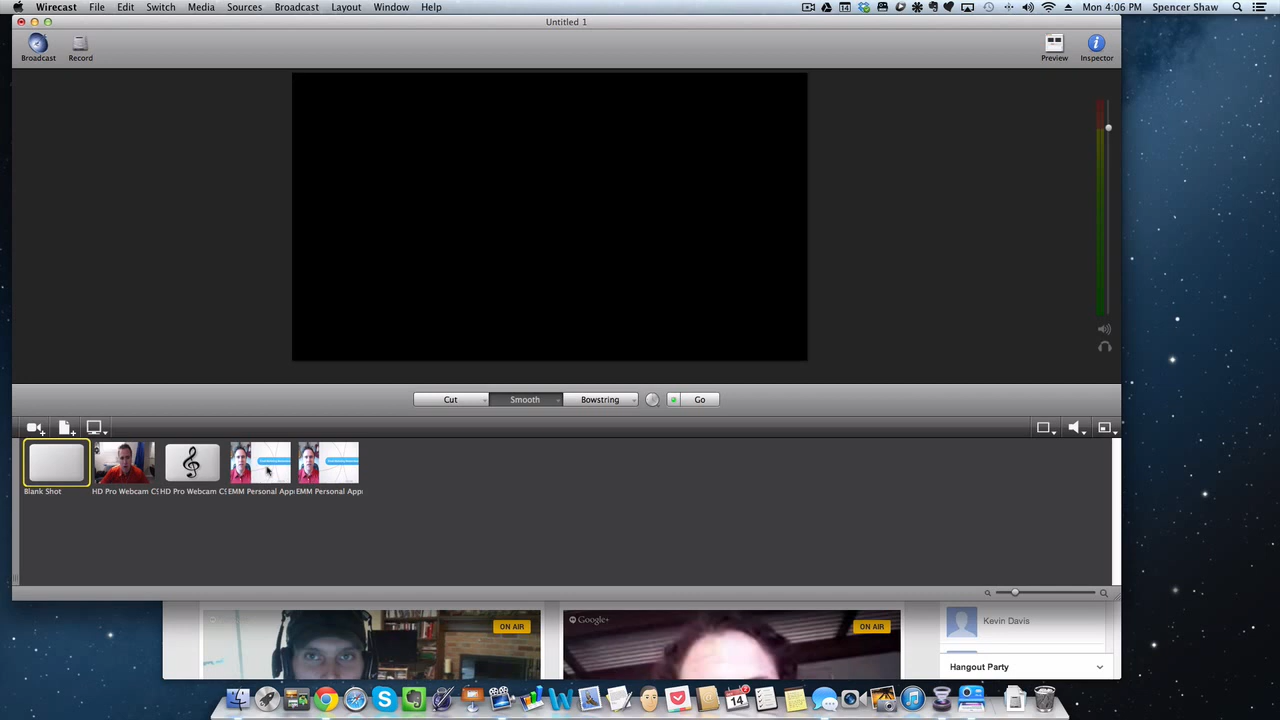 Wirecast File Edit Switch Media Sources Broadcast Layout Window Help 14 Mon 4:06 PM Spencer Shaw
Untitled 1
Broadcast Record Preview Inspector
Cut Smooth Bowstring Go
Blank Shot HD Pro Webcam C HD Pro Webcam C EMM Personal App EMM Personal App
ON AIR Google+ ON AIR Kevin Davis
Hangout Party
14